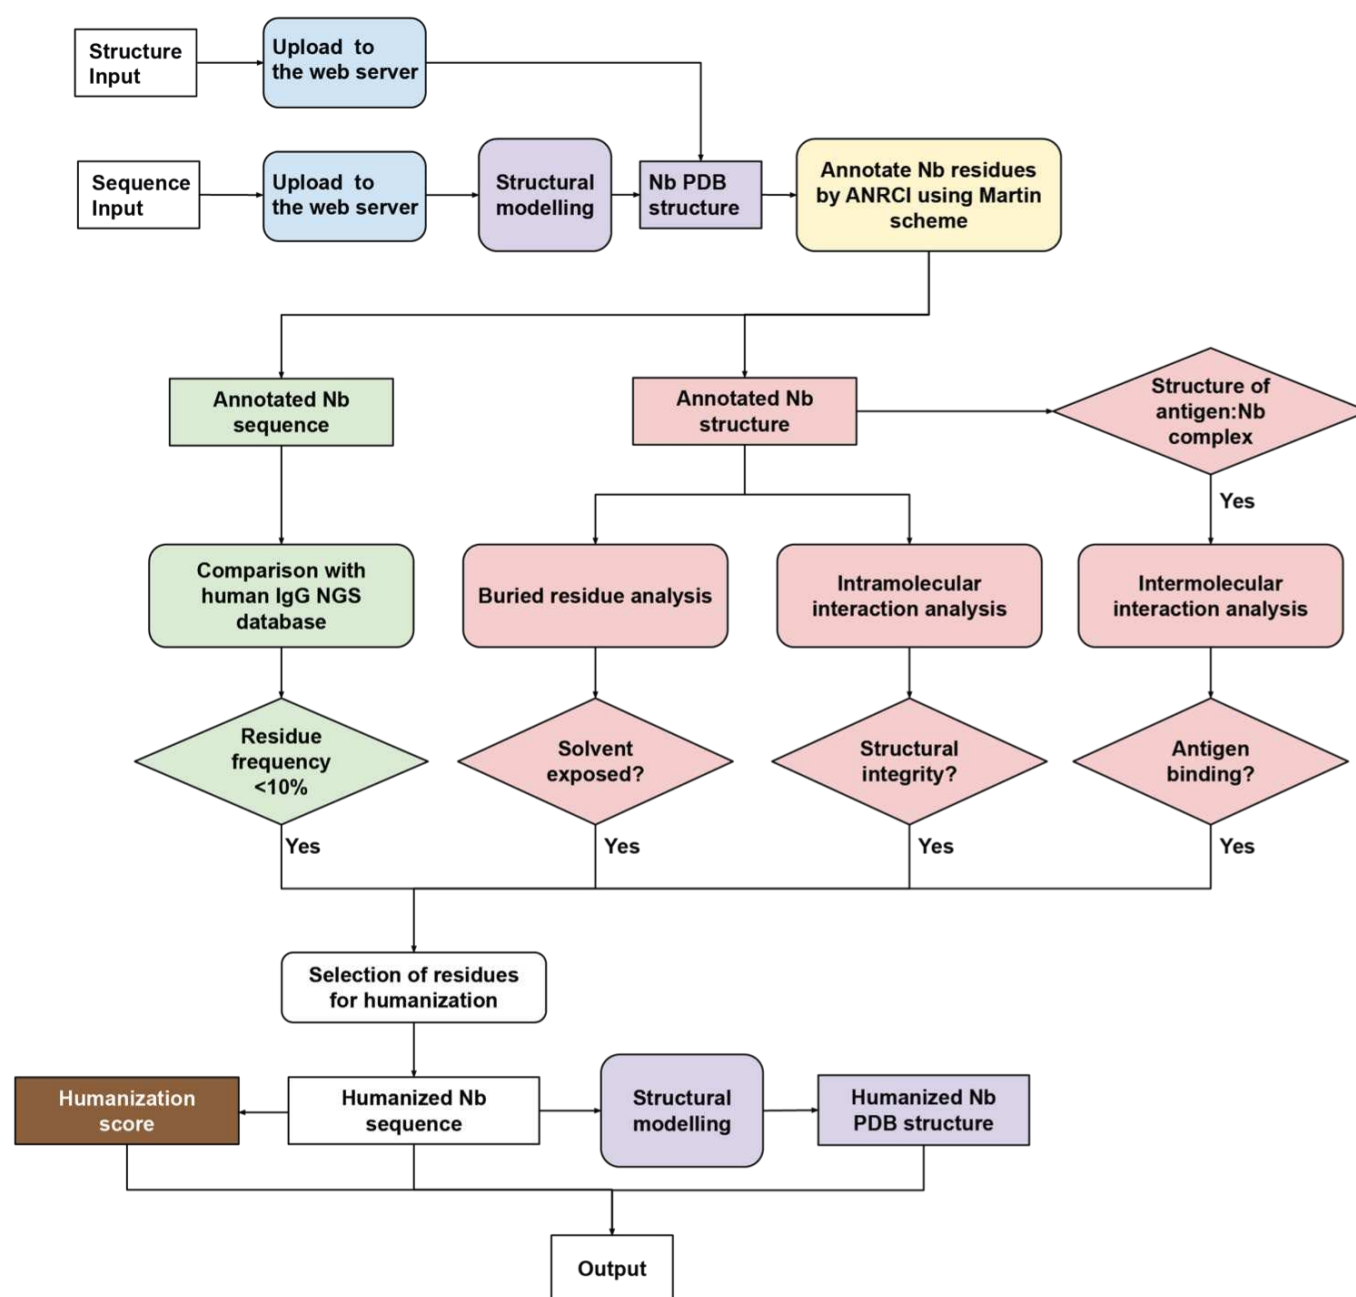 Structure
Input
Upload to
the web server
Sequence
Input
Upload to
the web server
Structural
modelling
Nb PDB
structure
Annotate Nb residues
by ANRCI using Martin
scheme
Annotated Nb
sequence
Annotated Nb
structure
Structure of
antigen:Nb
complex
Yes
Comparison with
human IgG NGS
database
Buried residue analysis
Intramolecular
interaction analysis
Intermolecular
interaction analysis
Residue
frequency
<10%
Solvent
exposed?
Structural
integrity?
Antigen
binding?
Yes
Yes
Yes
Yes
Selection of residues
for humanization
Humanization
score
Humanized Nb
sequence
Structural
modelling
Humanized Nb
PDB structure
Output